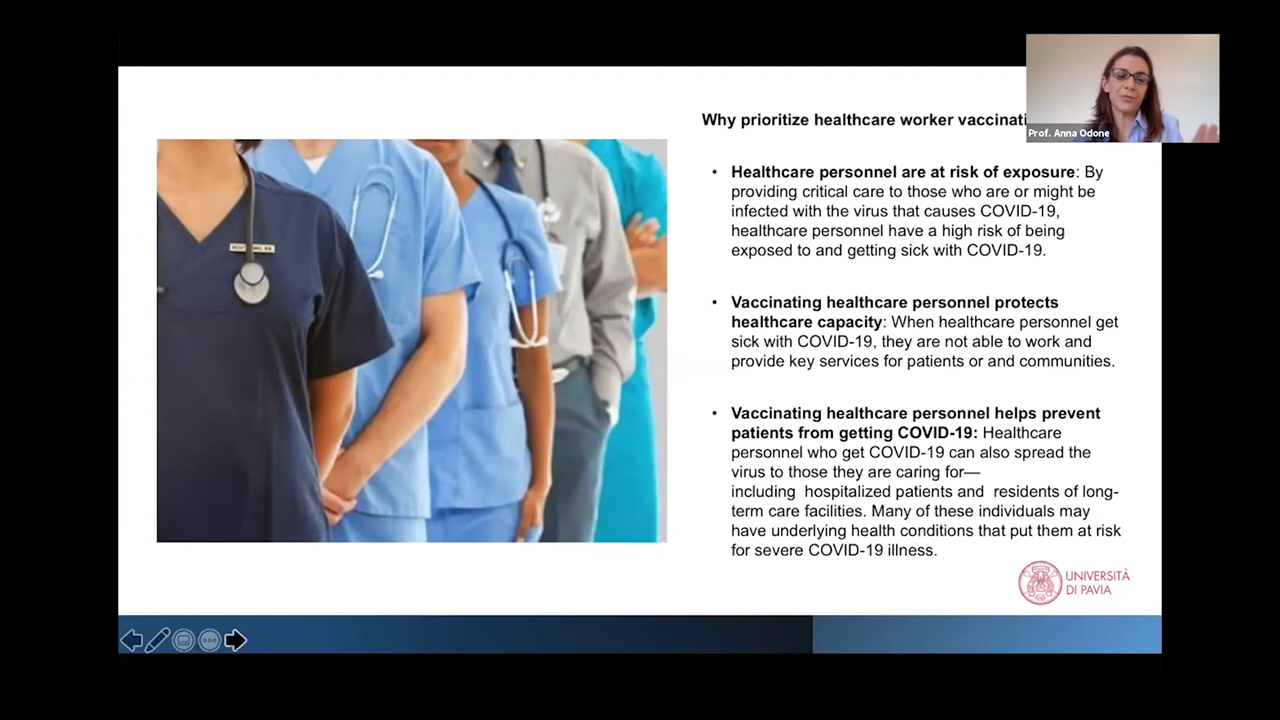 Why prioritize healthcare worker vaccinati
Prof. Anna Odone
• Healthcare personnel are at risk of exposure: By
providing critical care to those who are or might be
infected with the virus that causes COVID-19,
healthcare personnel have a high risk of being
exposed to and getting sick with COVID-19.
• Vaccinating healthcare personnel protects
healthcare capacity: When healthcare personnel get
sick with COVID-19, they are not able to work and
provide key services for patients or and communities.
• Vaccinating healthcare personnel helps prevent
patients from getting COVID-19: Healthcare
personnel who get COVID-19 can also spread the
virus to those they are caring for—
including  hospitalized patients and  residents of long-
term care facilities. Many of these individuals may
have underlying health conditions that put them at risk
for severe COVID-19 illness.
UNIVERSITÀ
DI PAVIA